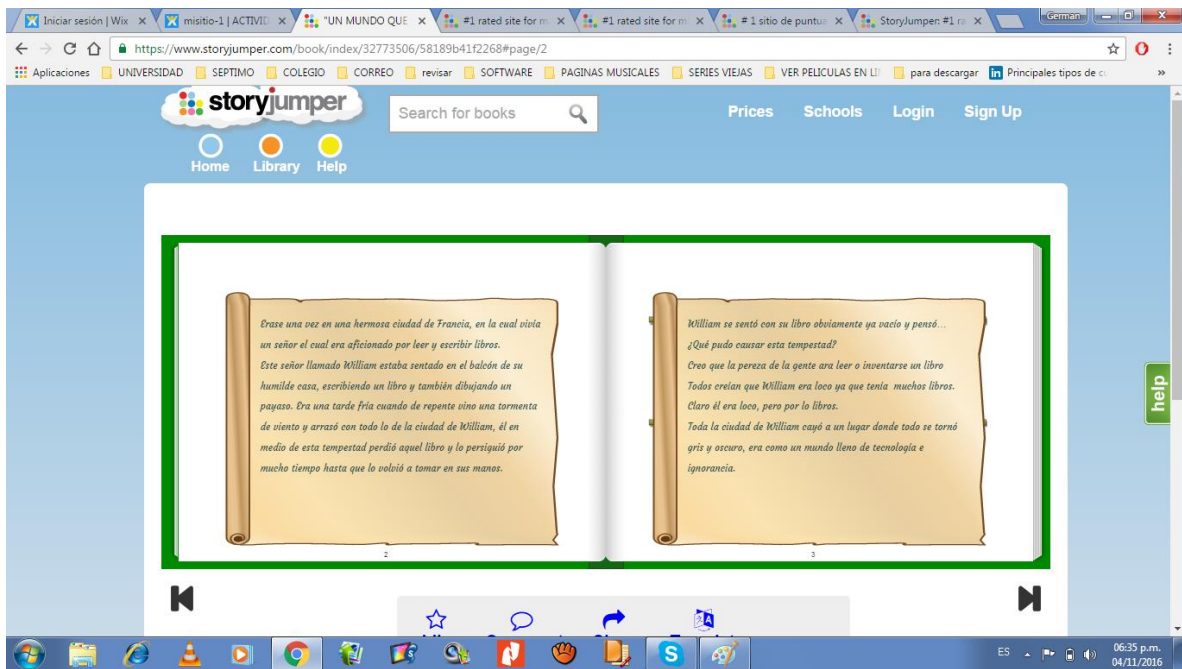 Iniciar sesión | Wix
misitio-1 | ACTIVID
"UN MUNDO QUE
#1 rated site for m
#1 rated site for m
# 1 sitio de puntua
StoryJumper: #1 ra
German
https://www.storyjumper.com/book/index/32773506/58189b41f2268#page/2
Aplicaciones UNIVERSIDAD SEPTIMO COLEGIO CORREO revisar SOFTWARE PAGINAS MUSICALES SERIES VIEJAS VER PELICULAS EN LI para descargar in Principales tipos de »
storyjumper
Search for books
Prices Schools Login Sign Up
Home Library Help
Erase una vez en una hermosa ciudad de Francia, en la cual vivía
un señor el cual era aficionado por leer y escribir libros.
Este señor llamado William estaba sentado en el balcón de su
humilde casa, escribiendo un libro y también dibujando un
payaso. Era una tarde fría cuando de repente vino una tormenta
de viento y arrasó con todo lo de la ciudad de William, él en
medio de esta tempestad perdió aquel libro y lo persiguió por
mucho tiempo hasta que lo volvió a tomar en sus manos.
2
William se sentó con su libro obviamente ya vacío y pensó...
¿Qué pudo causar esta tempestad?
Creo que la pereza de la gente ara leer o inventarse un libro
Todos creían que William era loco ya que tenía muchos libros.
Claro él era loco, pero por lo libros.
Toda la ciudad de William cayó a un lugar donde todo se tornó
gris y oscuro, era como un mundo lleno de tecnología e
ignorancia.
3
help
ES
06:35 p.m.
04/11/2016